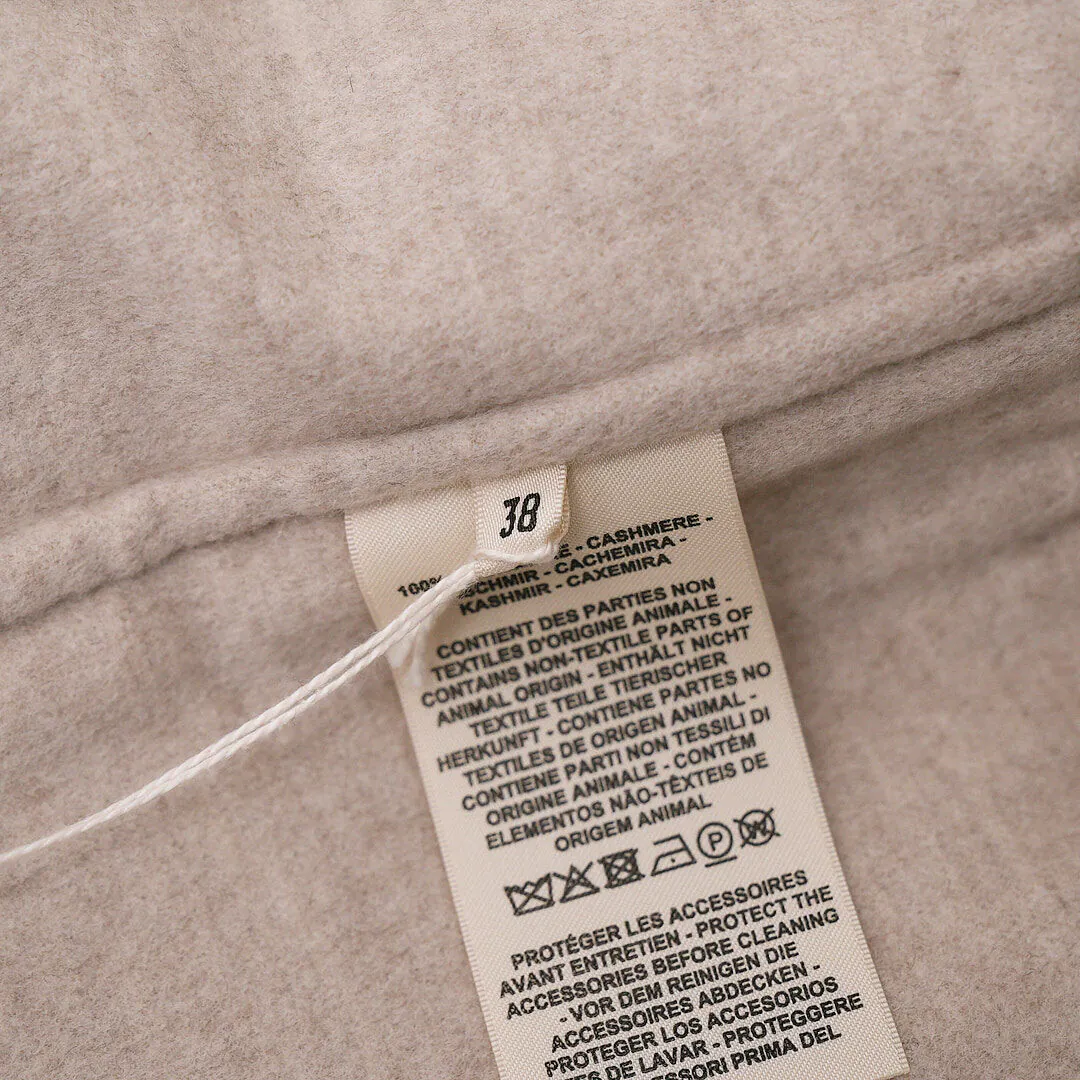 38
100% - CASHMERE -
- CACHEMIRA -
KASHMIR - CAXEMIRA
CONTIENT DES PARTIES NON
TEXTILES D'ORIGINE ANIMALE -
CONTAINS NON-TEXTILE PARTS OF
ANIMAL ORIGIN - ENTHÄLT NICHT
TEXTILE TEILE TIERISCHER
HERKUNFT - CONTIENE PARTES NO
TEXTILES DE ORIGEN ANIMAL -
CONTIENE PARTI NON TESSILI DI
ORIGINE ANIMALE - CONTÉM
ELEMENTOS NÃO-TÊXTEIS DE
ORIGEM ANIMAL
P W
PROTÉGER LES ACCESSOIRES
AVANT ENTRETIEN - PROTECT THE
ACCESSORIES BEFORE CLEANING
- VOR DEM REINIGEN DIE
ACCESSOIRES ABDECKEN -
PROTEGER LOS ACCESORIOS
DE LAVAR - PROTEGGERE
PRIMA DEL